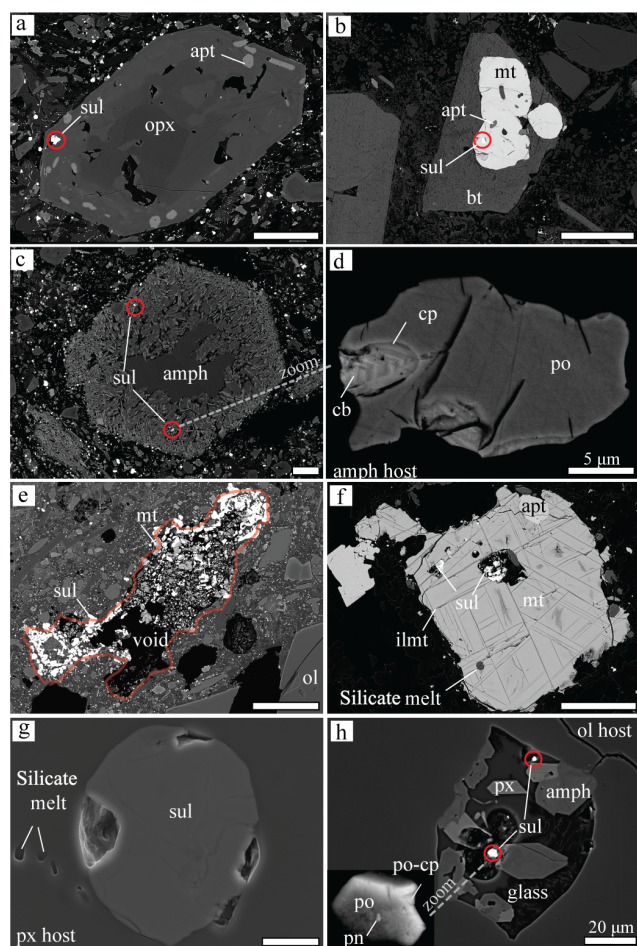 a
apt
sul
opx
b
mt
apt
sul
bt
c
sul
amph
zoom
d
cp
po
cb
5 μm
amph host
e
mt
sul
void
ol
f
apt
sul
mt
ilmt
Silicate melt
g
Silicate
melt
sul
px host
h
ol host
px
amph
sul
po-cp
zoom
glass
po
pn
20 μm